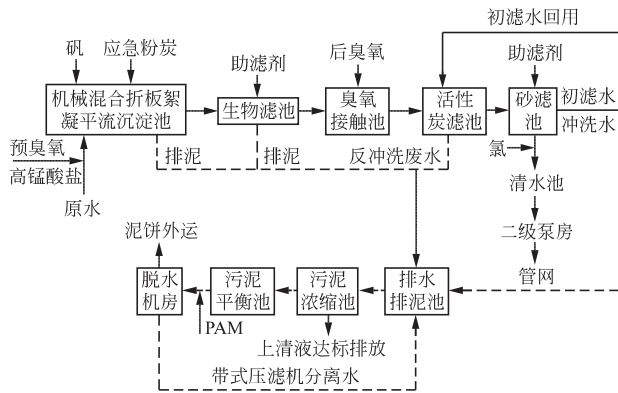 初滤水回用
矾
应急粉炭
助滤剂
后臭氧
助滤剂
机械混合折板絮
凝平流沉淀池
生物滤池
臭氧
接触池
活性
炭滤池
砂滤
池
初滤水
冲洗水
预臭氧
高锰酸盐
原水
排泥
排泥
反冲洗废水
氯
清水池
二级泵房
管网
泥饼外运
脱水
机房
污泥
平衡池
污泥
浓缩池
排水
排泥池
PAM
上清液达标排放
带式压滤机分离水